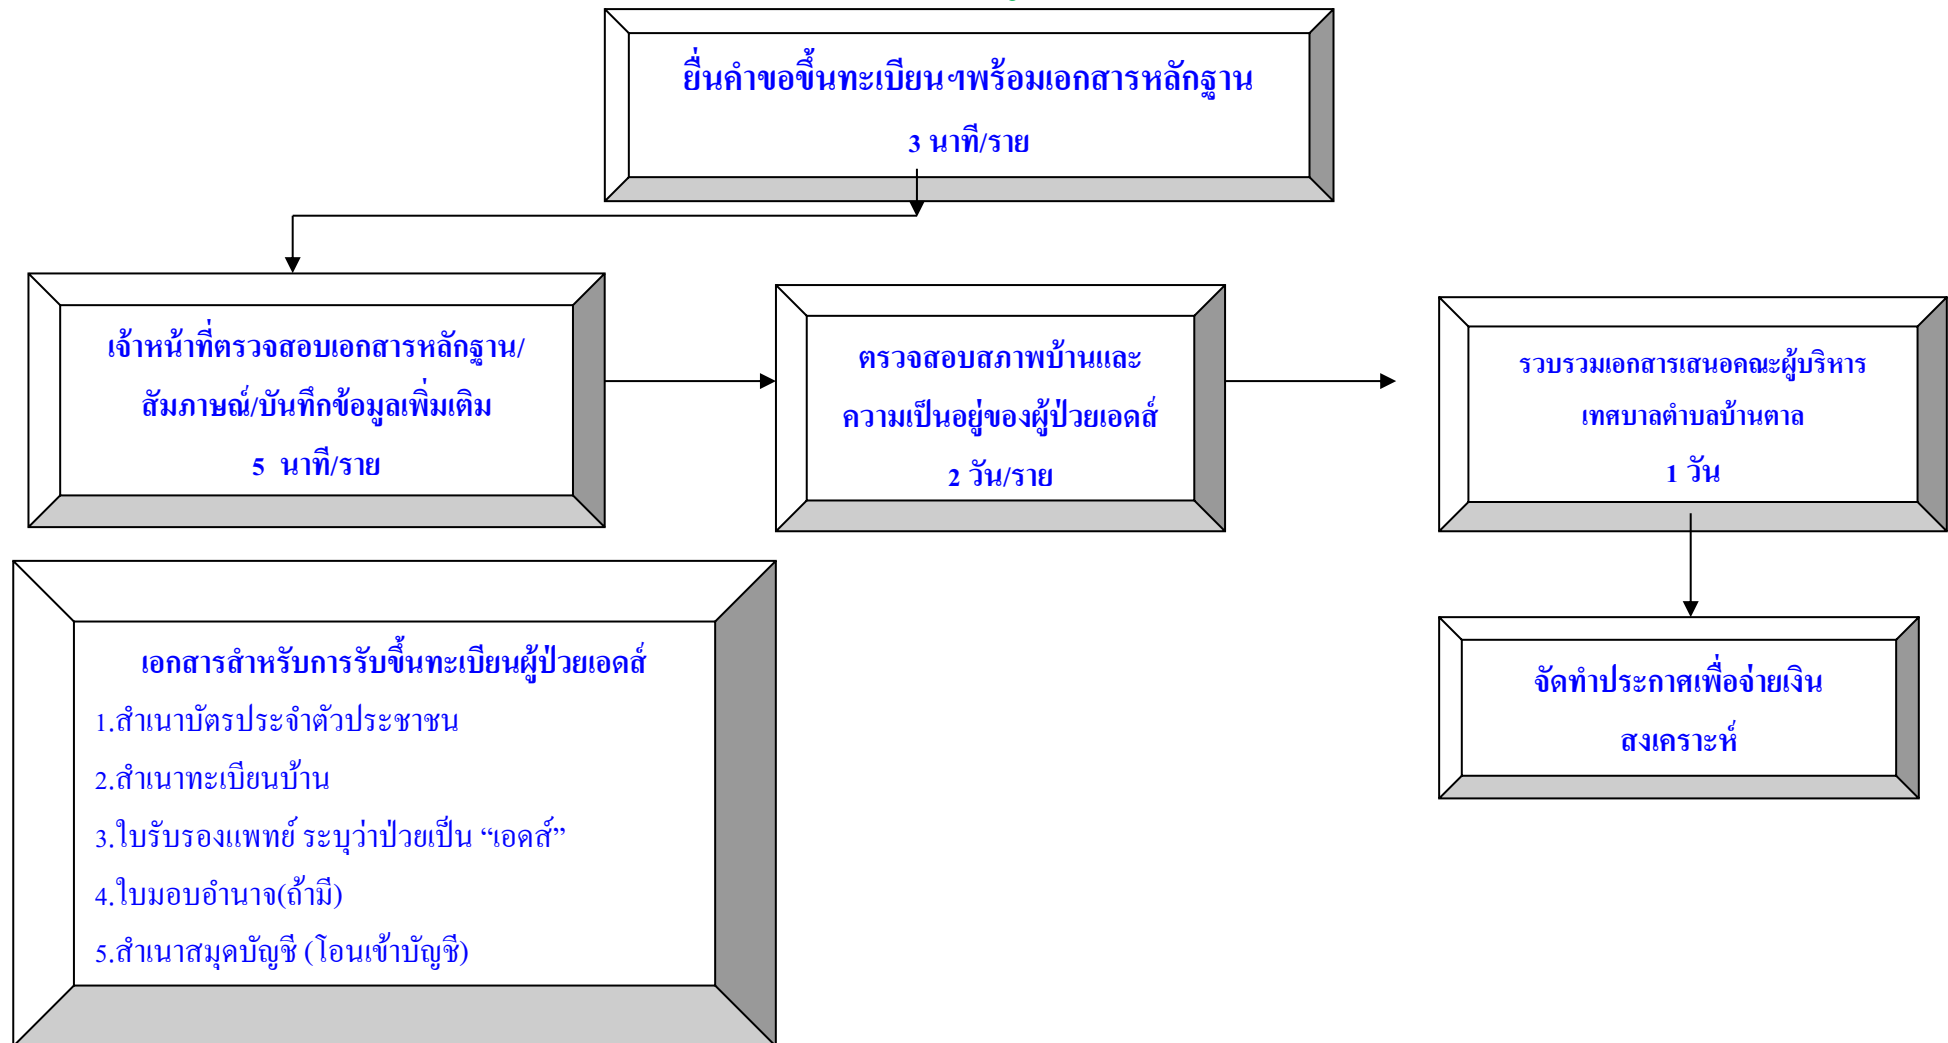 ยื่นคำขอขึ้นทะเบียนฯพร้อมเอกสารหลักฐาน
3 นาที/ราย
เจ้าหน้าที่ตรวจสอบเอกสารหลักฐาน/
สัมภาษณ์/บันทึกข้อมูลเพิ่มเติม
5 นาที/ราย
ตรวจสอบสภาพบ้านและ
ความเป็นอยู่ของผู้ป่วยเอดส์
2 วัน/ราย
รวบรวมเอกสารเสนอคณะผู้บริหาร
เทศบาลตำบลบ้านตาล
1 วัน
จัดทำประกาศเพื่อจ่ายเงิน
สงเคราะห์
เอกสารสำหรับการรับขึ้นทะเบียนผู้ป่วยเอดส์
1.สำเนาบัตรประจำตัวประชาชน
2.สำเนาทะเบียนบ้าน
3.ใบรับรองแพทย์ ระบุว่าป่วยเป็น “เอดส์”
4.ใบมอบอำนาจ(ถ้ามี)
5.สำเนาสมุดบัญชี (โอนเข้าบัญชี)